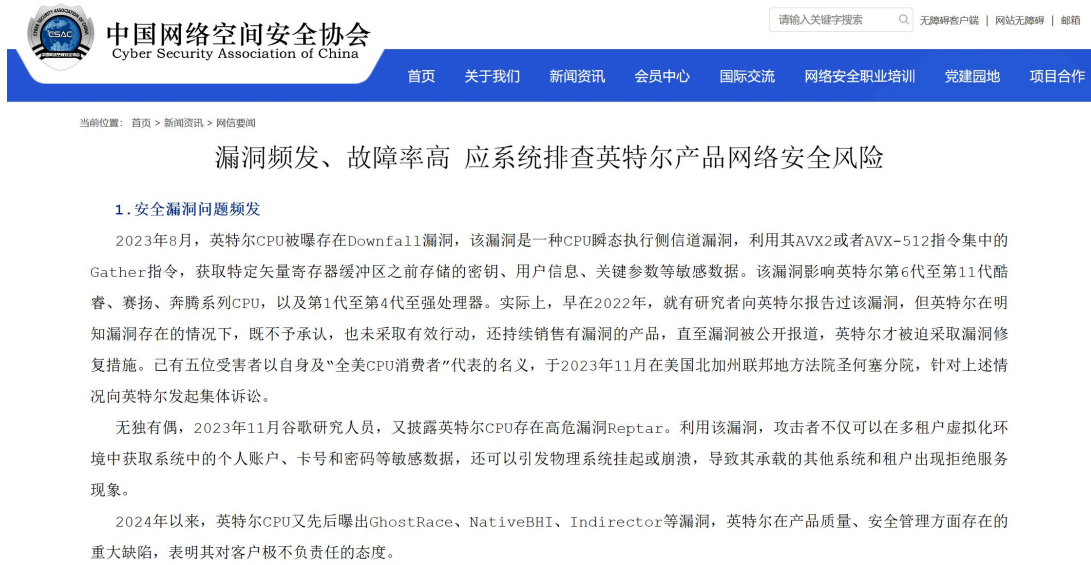 CYBER SECURITY ASSOCIATION OF CHINA
CSAC
中国网络空间安全协会
Cyber Security Association of China
请输入关键字搜索
无障碍客户端 | 网站无障碍 | 邮箱
首页 关于我们 新闻资讯 会员中心 国际交流 网络安全职业培训 党建园地 项目合作
当前位置: 首页 > 新闻资讯 > 网信要闻
漏洞频发、故障率高 应系统排查英特尔产品网络安全风险
1.安全漏洞问题频发
2023年8月，英特尔CPU被曝存在Downfall漏洞，该漏洞是一种CPU瞬态执行侧信道漏洞，利用其AVX2或者AVX-512指令集中的
Gather指令，获取特定矢量寄存器缓冲区之前存储的密钥、用户信息、关键参数等敏感数据。该漏洞影响英特尔第6代至第11代酷
睿、赛扬、奔腾系列CPU，以及第1代至第4代至强处理器。实际上，早在2022年，就有研究者向英特尔报告过该漏洞，但英特尔在明
知漏洞存在的情况下，既不予承认，也未采取有效行动，还持续销售有漏洞的产品，直至漏洞被公开报道，英特尔才被迫采取漏洞修
复措施。已有五位受害者以自身及“全美CPU消费者”代表的名义，于2023年11月在美国北加州联邦地方法院圣何塞分院，针对上述情
况向英特尔发起集体诉讼。
无独有偶，2023年11月谷歌研究人员，又披露英特尔CPU存在高危漏洞Reptar。利用该漏洞，攻击者不仅可以在多租户虚拟化环
境中获取系统中的个人账户、卡号和密码等敏感数据，还可以引发物理系统挂起或崩溃，导致其承载的其他系统和租户出现拒绝服务
现象。
2024年以来，英特尔CPU又先后曝出GhostRace、NativeBHI、Indirector等漏洞，英特尔在产品质量、安全管理方面存在的
重大缺陷，表明其对客户极不负责任的态度。